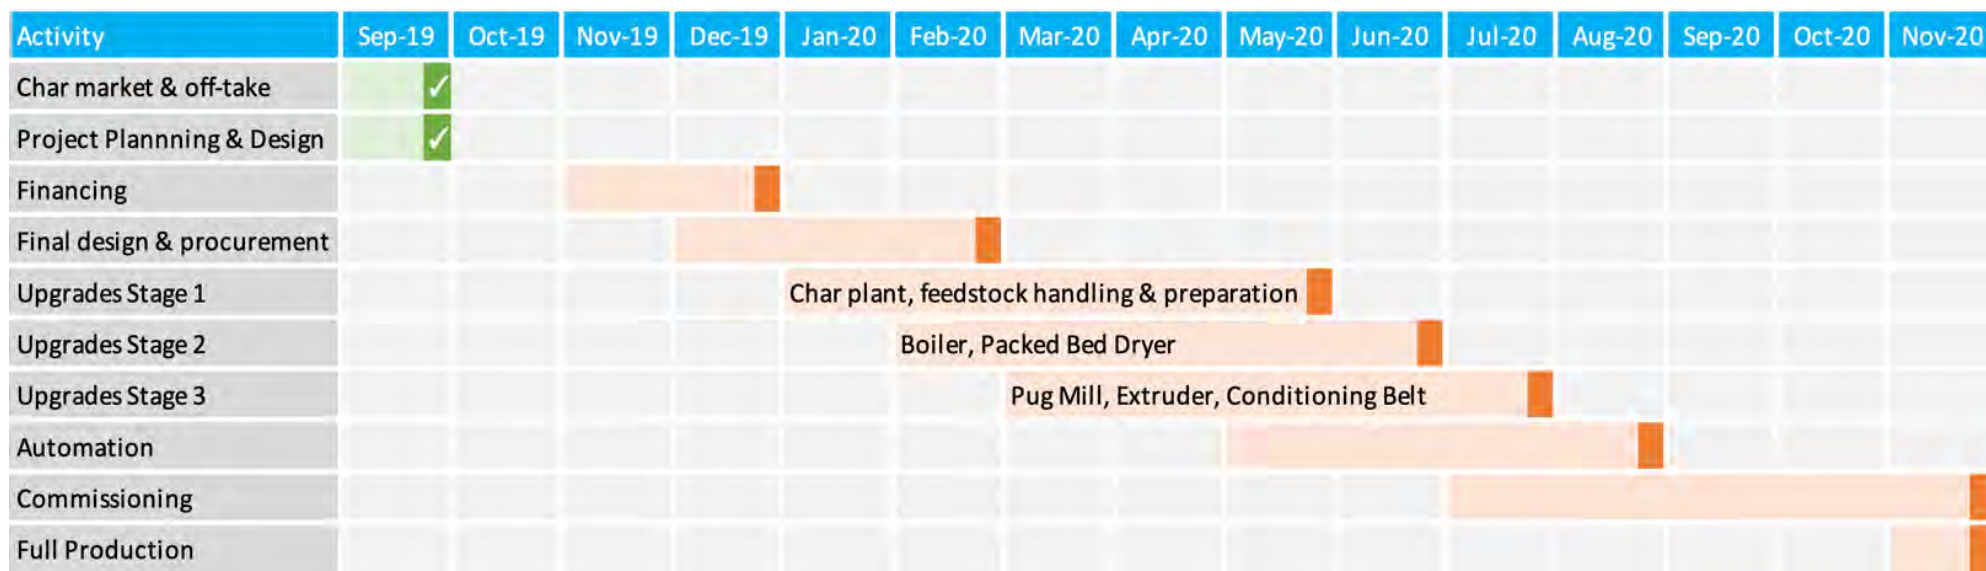 Activity Sep-19 Oct-19 Nov-19 Dec-19 Jan-20 Feb-20 Mar-20 Apr-20 May-20 Jun-20 Jul-20 Aug-20 Sep-20 Oct-20 Nov-20
Char market & off-take ✓
Project Plannning & Design ✓
Financing
Final design & procurement
Upgrades Stage 1 Char plant, feedstock handling & preparation
Upgrades Stage 2 Boiler, Packed Bed Dryer
Upgrades Stage 3 Pug Mill, Extruder, Conditioning Belt
Automation
Commissioning
Full Production